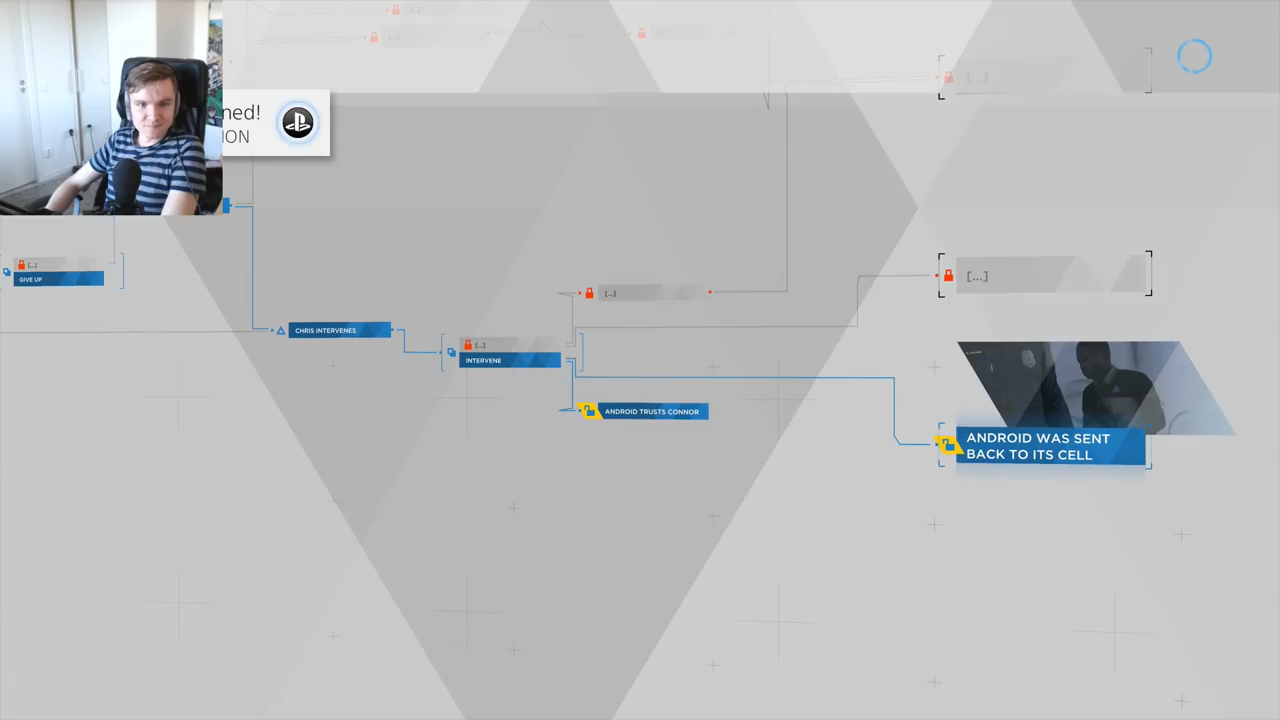 [...]
[...]
[...]
ned!
ION
[...]
GIVE UP
[...]
[...]
CHRIS INTERVENES
[...]
INTERVENE
ANDROID TRUSTS CONNOR
ANDROID WAS SENT
BACK TO ITS CELL